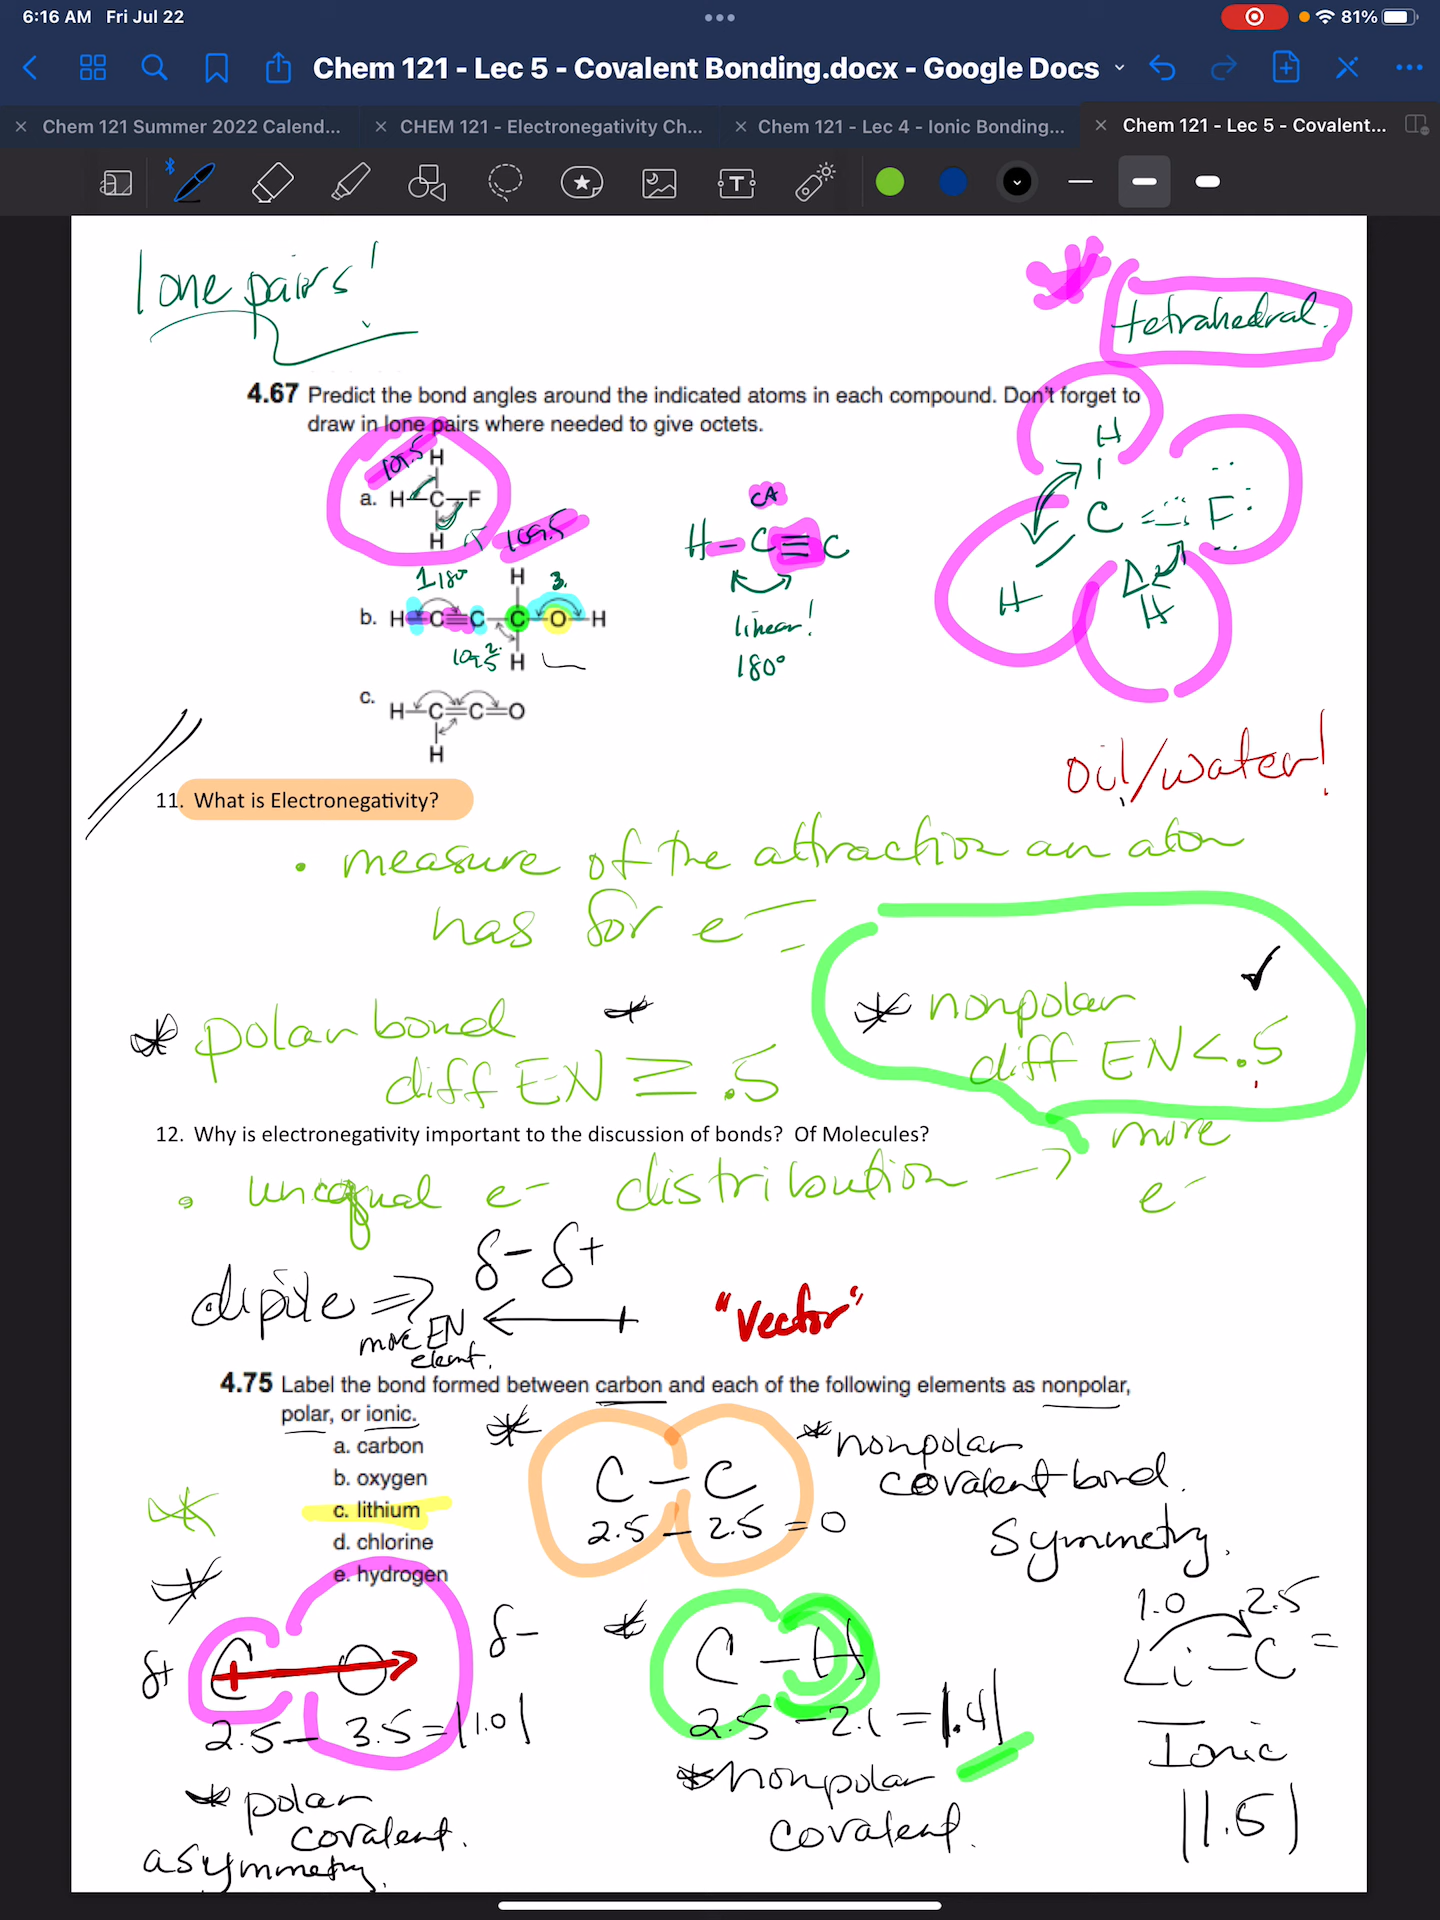 6:16 AM Fri Jul 22
81%
Chem 121 - Lec 5 - Covalent Bonding.docx - Google Docs
Chem 121 Summer 2022 Calend...
CHEM 121 - Electronegativity Ch...
Chem 121 - Lec 4 - Ionic Bonding...
Chem 121 - Lec 5 - Covalent...
lone pairs!
tetrahedral.
4.67 Predict the bond angles around the indicated atoms in each compound. Don't forget to
draw in lone pairs where needed to give octets.
109.5
H
a. H-C-F
H
109.5
CA
H-C≡C
linear!
180°
H
C F
H H
1 180° H 3.
b. H-C≡C-C-O-H
109.5 2. H
c. H-C=C=O
H
oil/water!
11. What is Electronegativity?
• measure of the attraction an atom
has for e-
* polar bond *
diff EN ≥ .5
* nonpolar ✓
diff EN < .5
12. Why is electronegativity important to the discussion of bonds? Of Molecules?
• unequal e- distribution → more
e-
δ- δ+
dipole ⇒
more EN
elemt.
"vector"
4.75 Label the bond formed between carbon and each of the following elements as nonpolar,
polar, or ionic.
a. carbon
b. oxygen
c. lithium
d. chlorine
e. hydrogen
C-C
2.5 - 2.5 = 0
*nonpolar
covalent bond.
Symmetry.
δ+ C O δ-
2.5 - 3.5 = |1.0|
* polar
covalent.
asymmetry.
C-H
2.5 - 2.1 = |.4|
*nonpolar
covalent.
1.0 2.5
Li-C =
Ionic
|1.5|